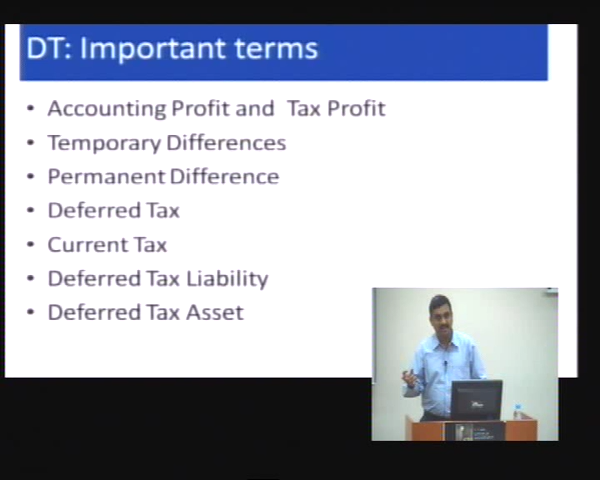 DT: Important terms
• Accounting Profit and Tax Profit
• Temporary Differences
• Permanent Difference
• Deferred Tax
• Current Tax
• Deferred Tax Liability
• Deferred Tax Asset